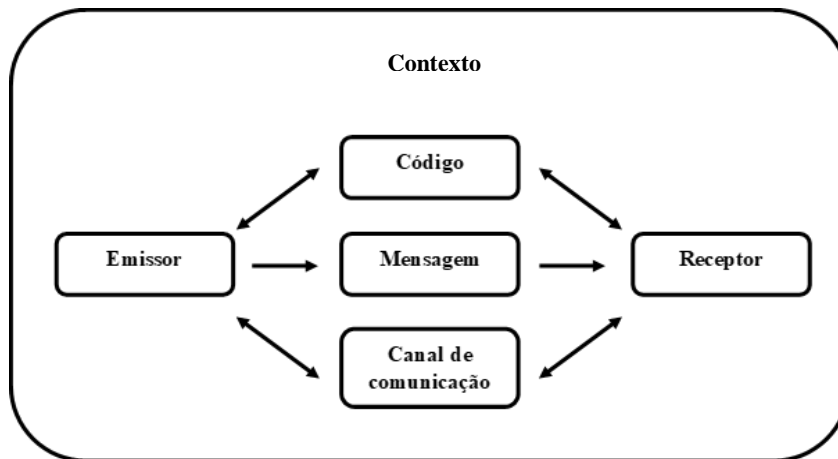 Contexto
Código
Emissor
Mensagem
Receptor
Canal de
comunicação